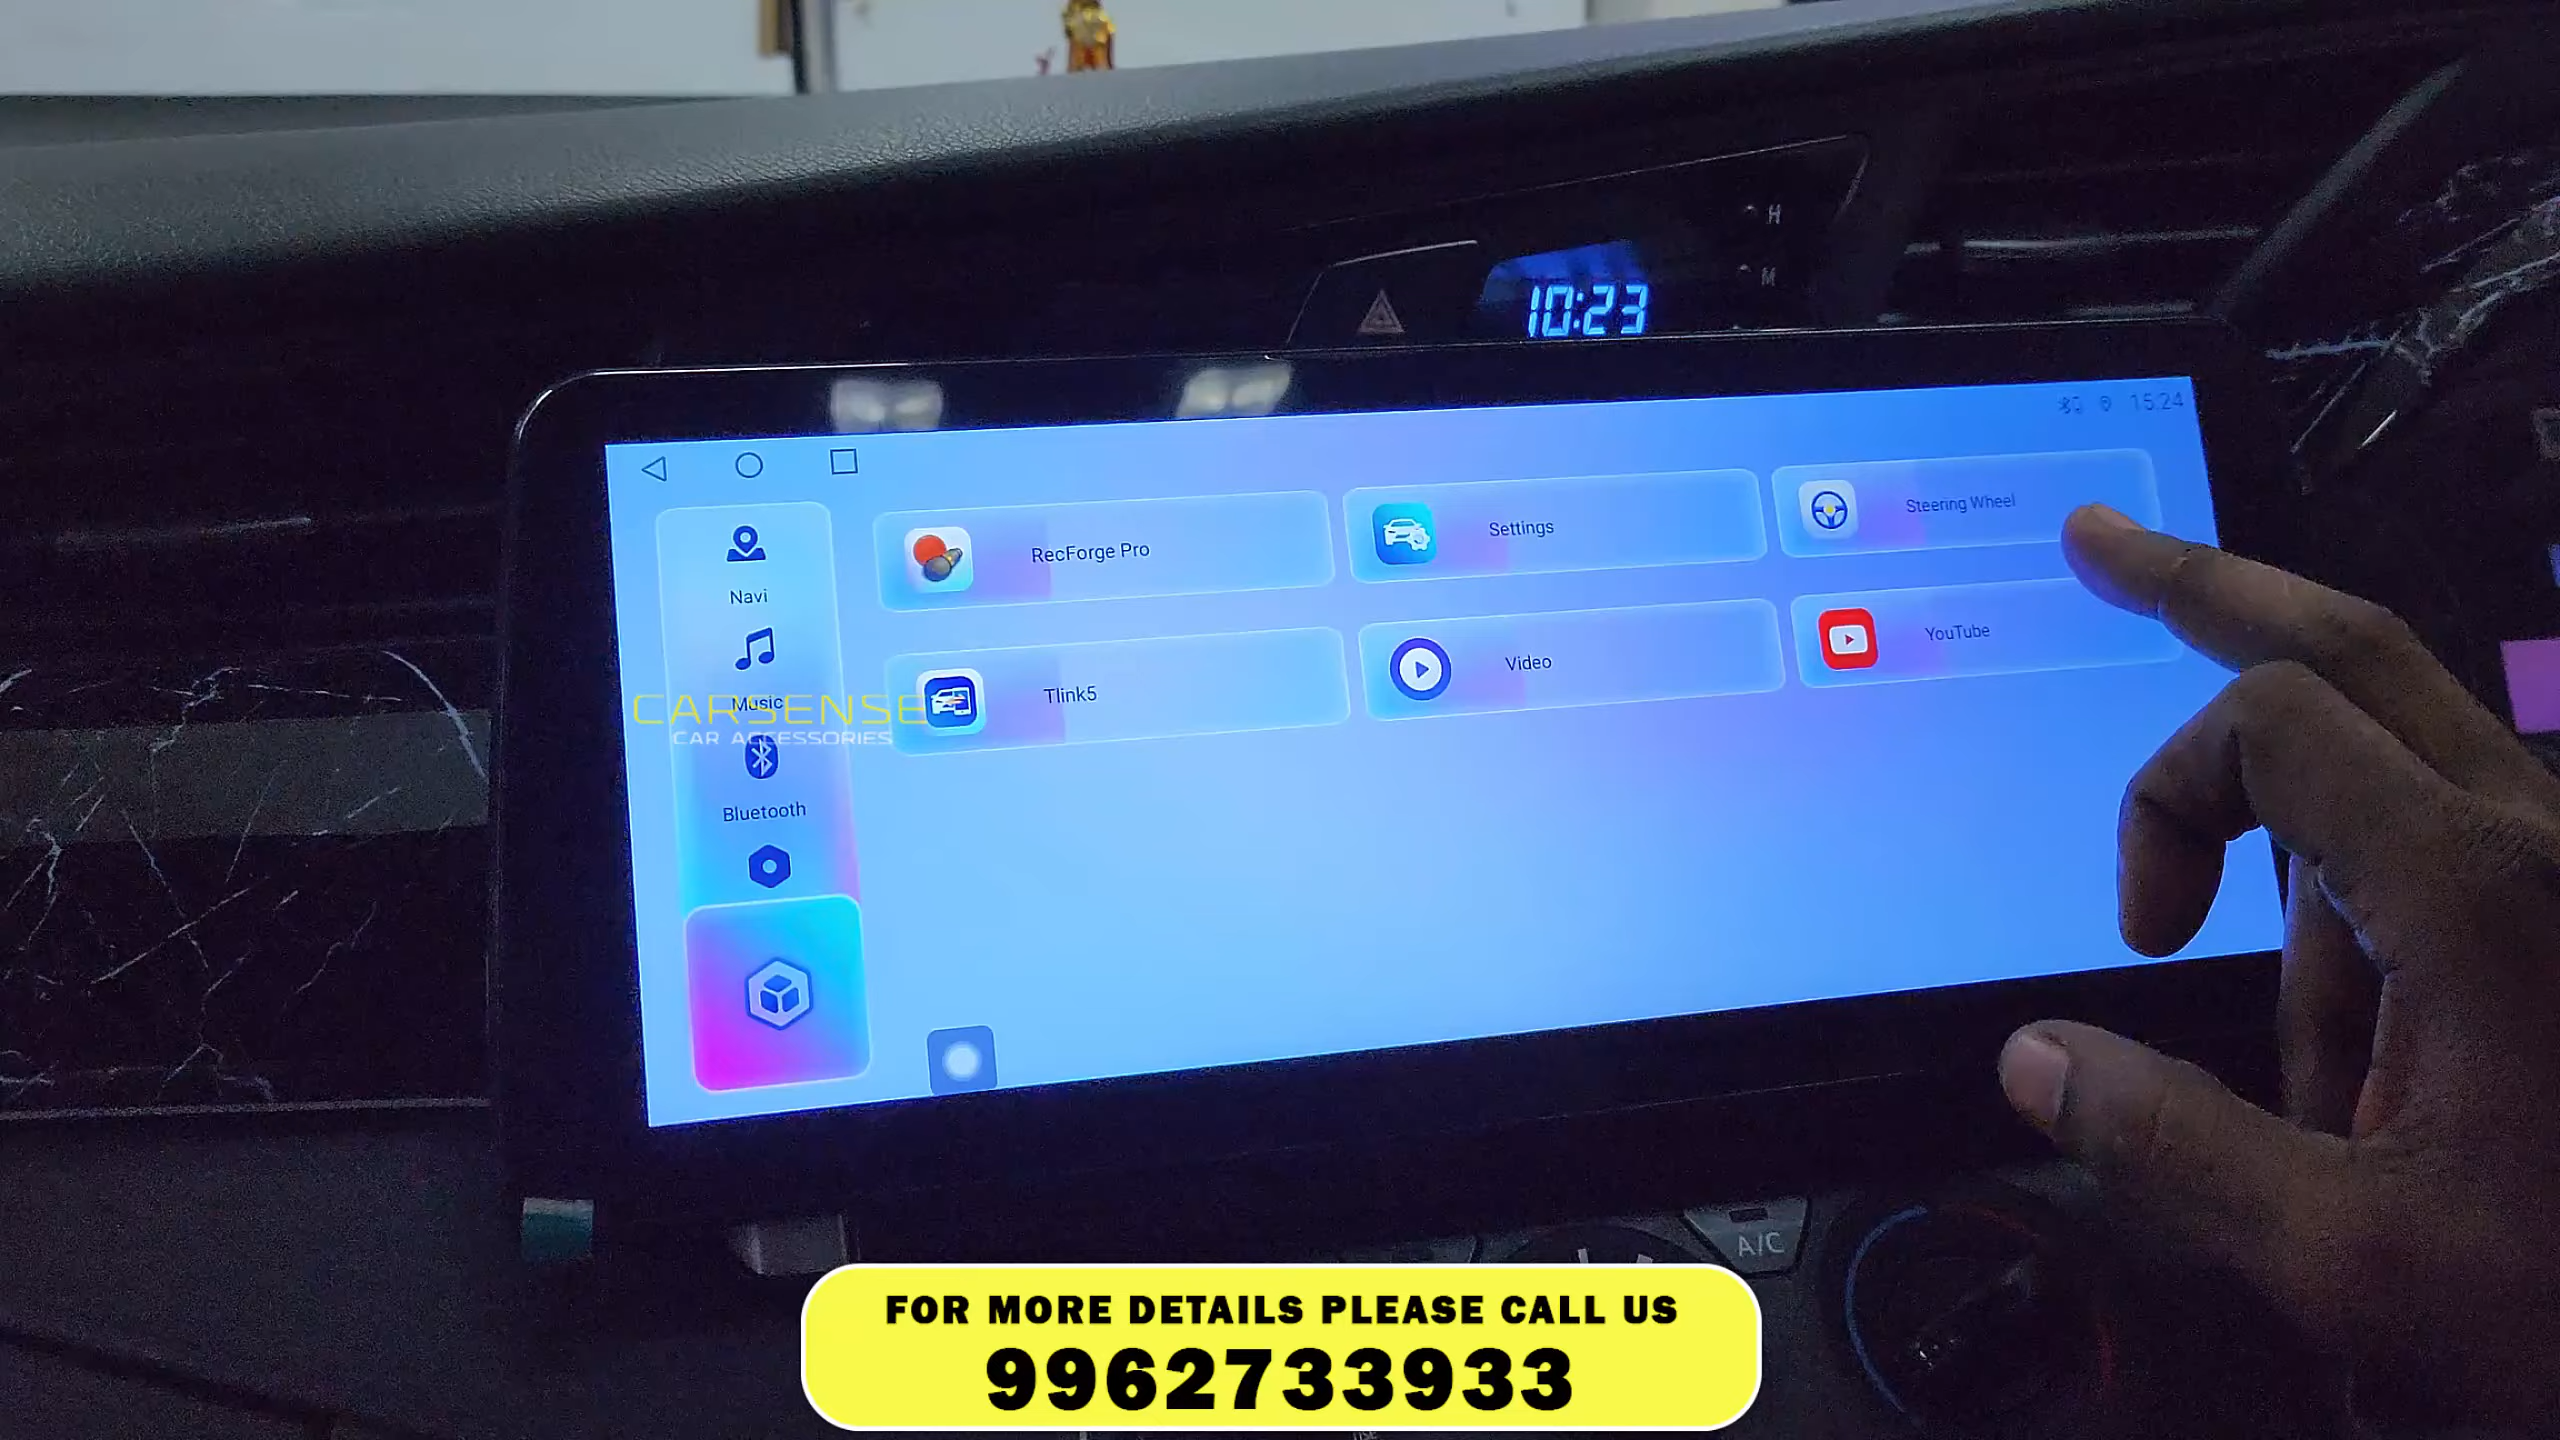 H
10:23
M
15:24
RecForge Pro
Settings
Steering Wheel
Navi
Tlink5
Video
YouTube
Music
CARSENSE
CAR ACCESSORIES
Bluetooth
A/C
FOR MORE DETAILS PLEASE CALL US
9962733933